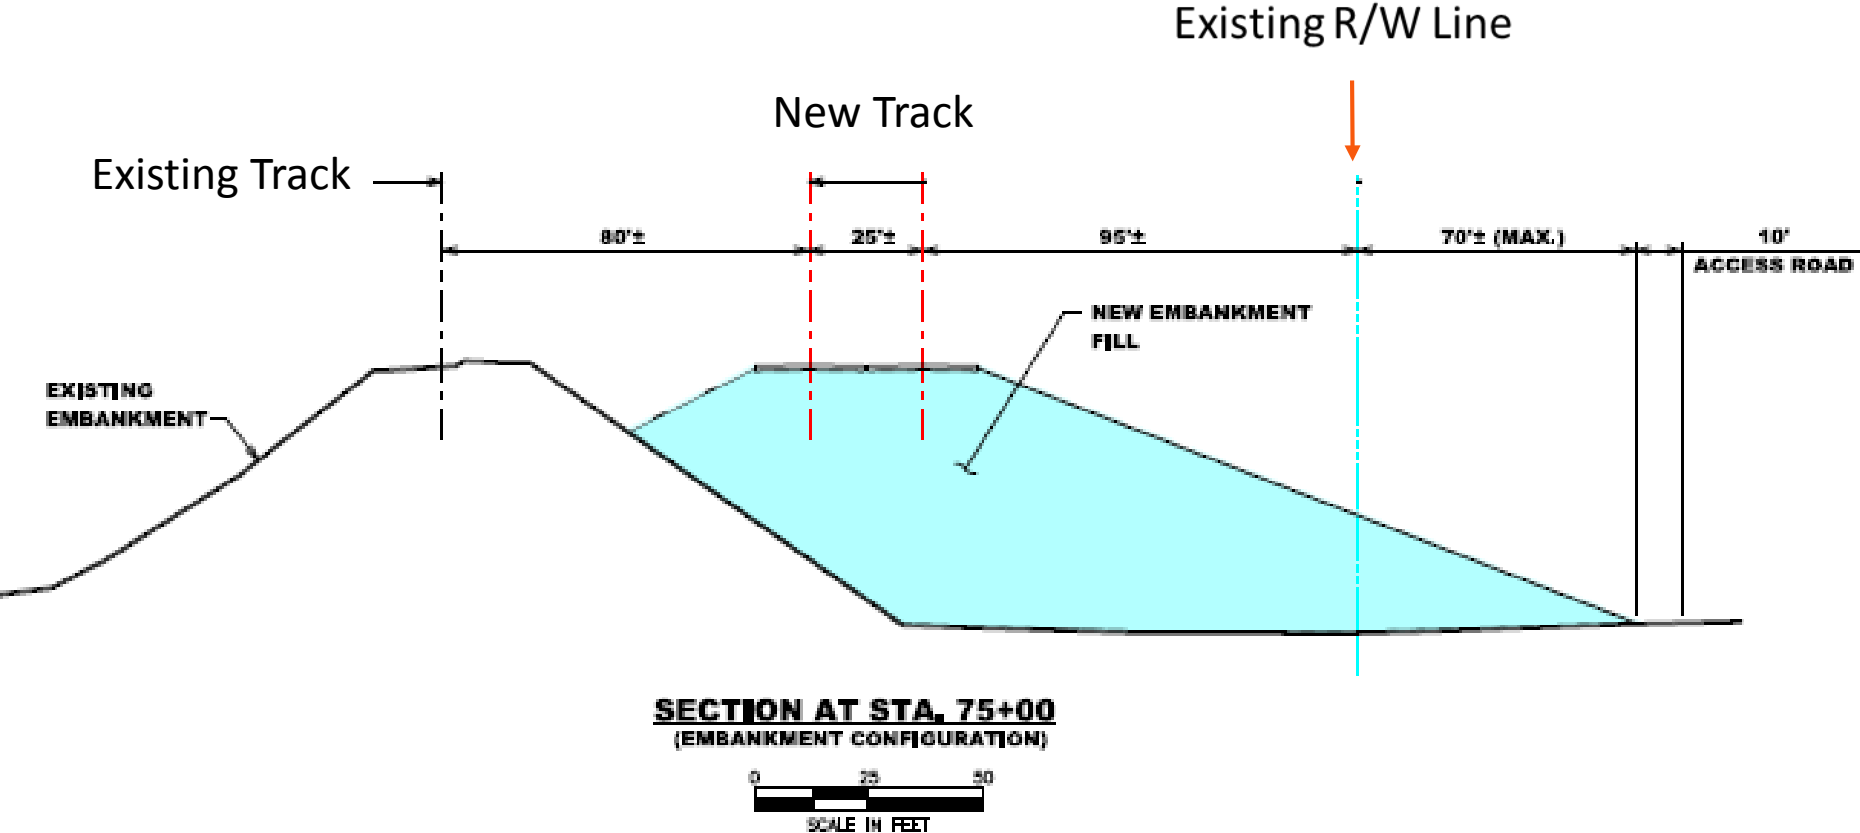 Existing R/W Line
New Track
Existing Track
80'±
25'±
95'±
70'± (MAX.)
10'
ACCESS ROAD
NEW EMBANKMENT
FILL
EXISTING
EMBANKMENT
SECTION AT STA. 75+00
(EMBANKMENT CONFIGURATION)
0 25 50
SCALE IN FEET